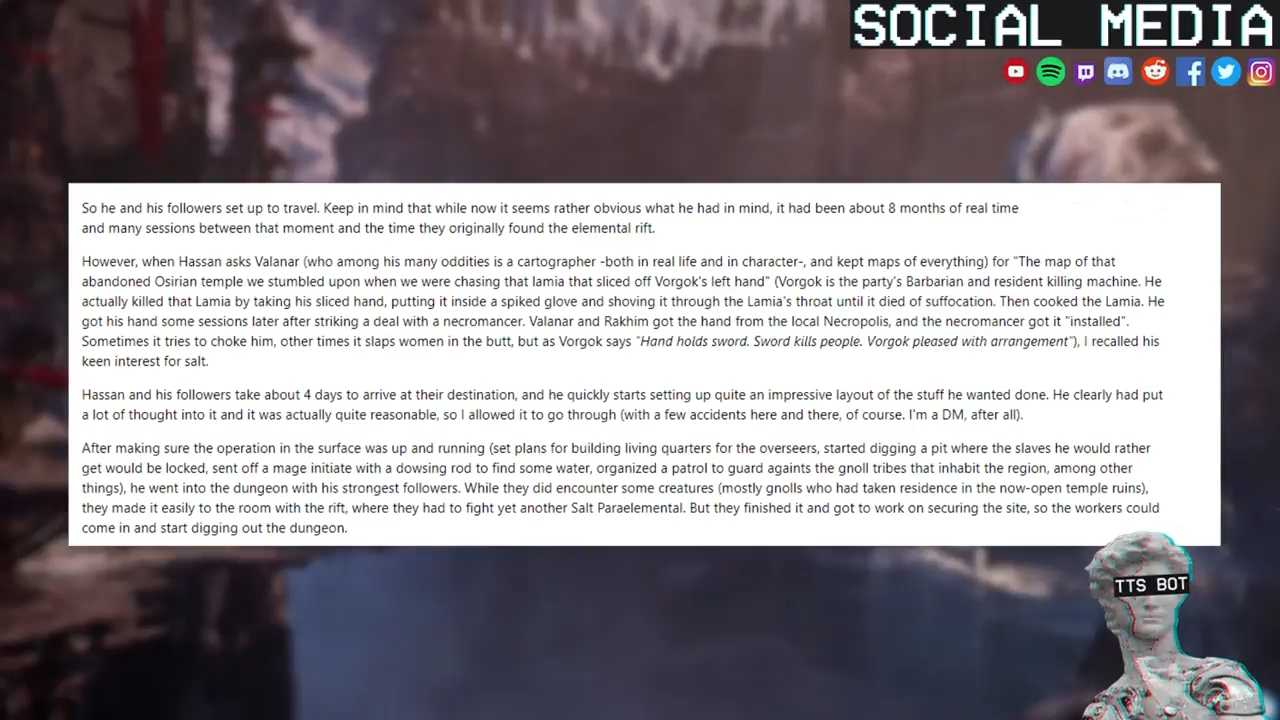 SOCIAL MEDIA
So he and his followers set up to travel. Keep in mind that while now it seems rather obvious what he had in mind, it had been about 8 months of real time
and many sessions between that moment and the time they originally found the elemental rift.
However, when Hassan asks Valanar (who among his many oddities is a cartographer -both in real life and in character-, and kept maps of everything) for "The map of that
abandoned Osirian temple we stumbled upon when we were chasing that lamia that sliced off Vorgok's left hand" (Vorgok is the party's Barbarian and resident killing machine. He
actually killed that Lamia by taking his sliced hand, putting it inside a spiked glove and shoving it through the Lamia's throat until it died of suffocation. Then cooked the Lamia. He
got his hand some sessions later after striking a deal with a necromancer. Valanar and Rakhim got the hand from the local Necropolis, and the necromancer got it "installed".
Sometimes it tries to choke him, other times it slaps women in the butt, but as Vorgok says "Hand holds sword. Sword kills people. Vorgok pleased with arrangement"), I recalled his
keen interest for salt.
Hassan and his followers take about 4 days to arrive at their destination, and he quickly starts setting up quite an impressive layout of the stuff he wanted done. He clearly had put
a lot of thought into it and it was actually quite reasonable, so I allowed it to go through (with a few accidents here and there, of course. I'm a DM, after all).
After making sure the operation in the surface was up and running (set plans for building living quarters for the overseers, started digging a pit where the slaves he would rather
get would be locked, sent off a mage initiate with a dowsing rod to find some water, organized a patrol to guard againts the gnoll tribes that inhabit the region, among other
things), he went into the dungeon with his strongest followers. While they did encounter some creatures (mostly gnolls who had taken residence in the now-open temple ruins),
they made it easily to the room with the rift, where they had to fight yet another Salt Paraelemental. But they finished it and got to work on securing the site, so the workers could
come in and start digging out the dungeon.
TTS BOT